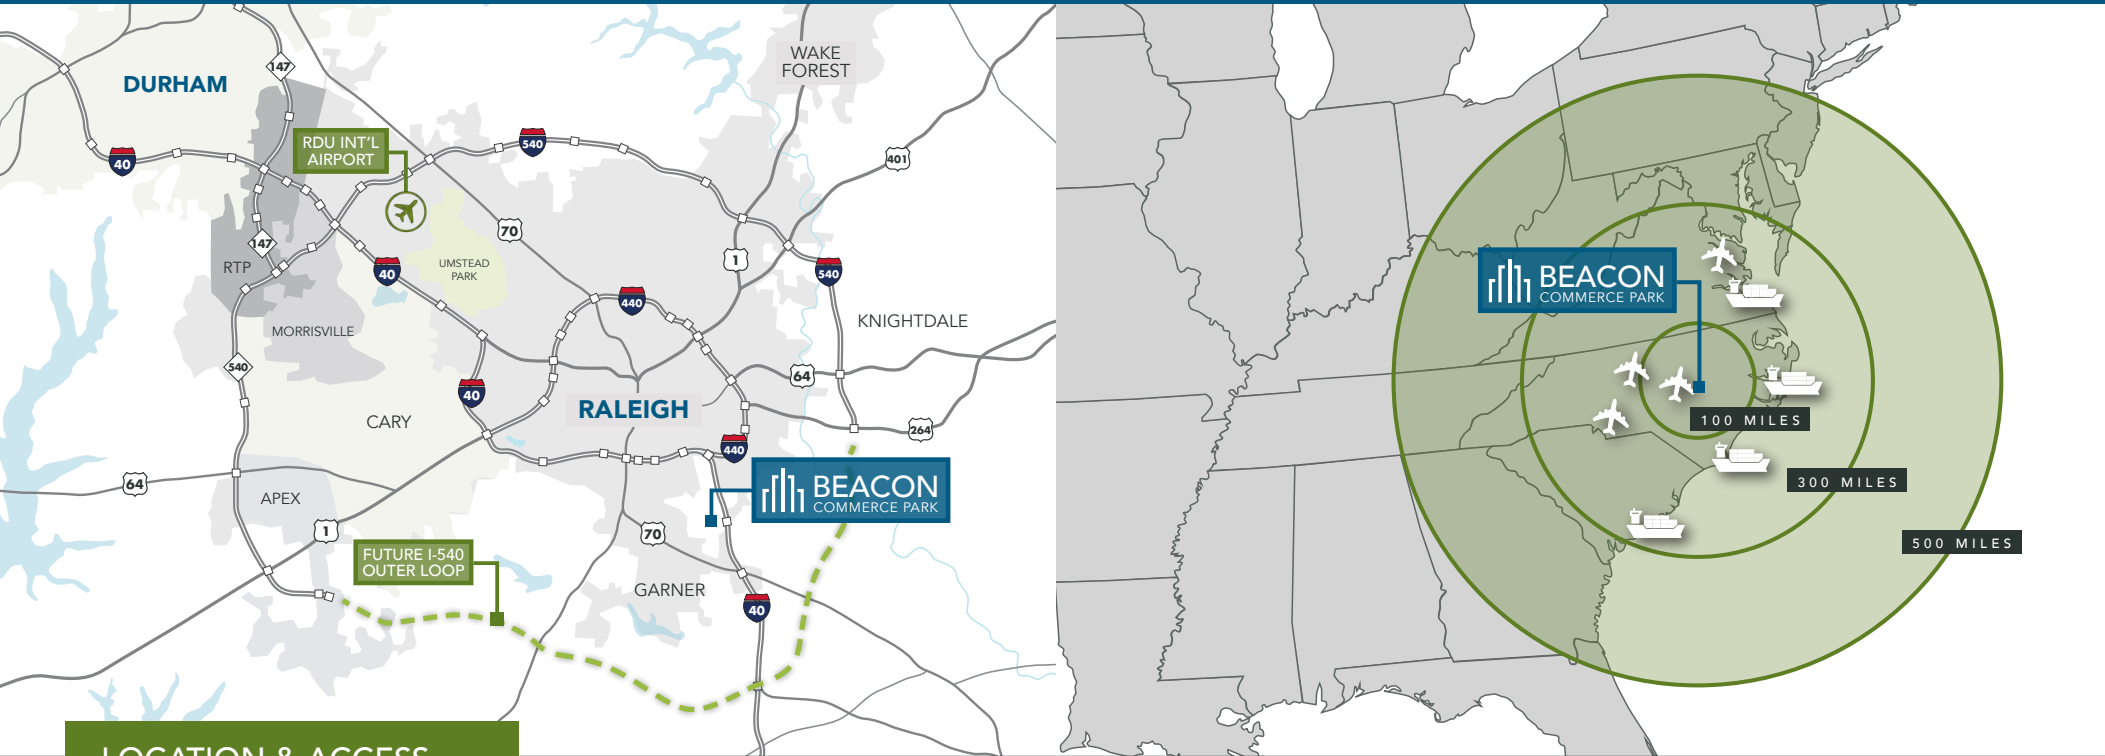 DURHAM
147
WAKE
FOREST
RDU INT'L
AIRPORT
540
40
401
70
147
RTP
40
UMSTEAD
PARK
1
540
440
MORRISVILLE
KNIGHTDALE
540
64
40
CARY
RALEIGH
264
440
64
APEX
BEACON
COMMERCE PARK
1
70
FUTURE I-540
OUTER LOOP
GARNER
40
LOCATION & ACCESS
BEACON
COMMERCE PARK
100 MILES
300 MILES
500 MILES